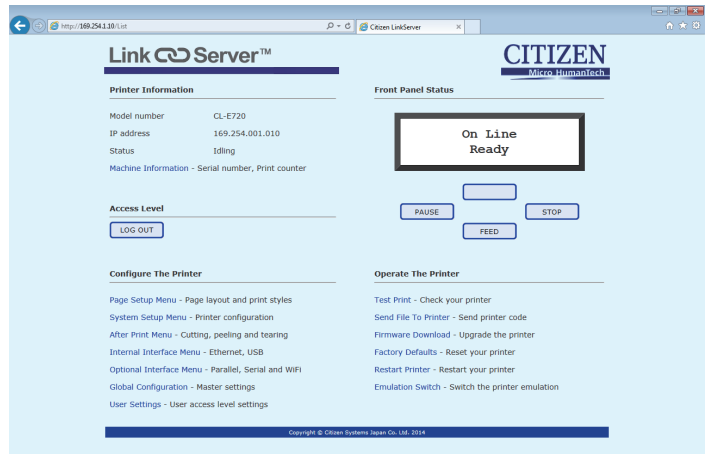 http://169.254.1.10/List
Citizen LinkServer
Link Server™
CITIZEN
Micro HumanTech
Printer Information
Model number CL-E720
IP address 169.254.001.010
Status Idling
Machine Information - Serial number, Print counter
Front Panel Status
On Line
Ready
PAUSE
STOP
FEED
Access Level
LOG OUT
Configure The Printer
Page Setup Menu - Page layout and print styles
System Setup Menu - Printer configuration
After Print Menu - Cutting, peeling and tearing
Internal Interface Menu - Ethernet, USB
Optional Interface Menu - Parallel, Serial and WiFi
Global Configuration - Master settings
User Settings - User access level settings
Operate The Printer
Test Print - Check your printer
Send File To Printer - Send printer code
Firmware Download - Upgrade the printer
Factory Defaults - Reset your printer
Restart Printer - Restart your printer
Emulation Switch - Switch the printer emulation
Copyright © Citizen Systems Japan Co. Ltd. 2014